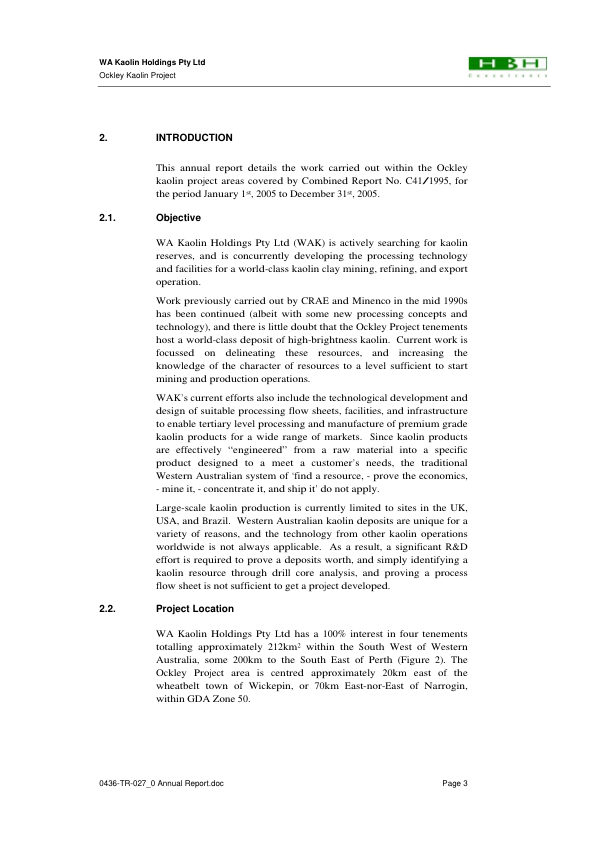 WA Kaolin Holdings Pty Ltd
Ockley Kaolin Project
HBH
Consultants
2. INTRODUCTION
This annual report details the work carried out within the Ockley
kaolin project areas covered by Combined Report No. C41/1995, for
the period January 1st, 2005 to December 31st, 2005.
2.1. Objective
WA Kaolin Holdings Pty Ltd (WAK) is actively searching for kaolin
reserves, and is concurrently developing the processing technology
and facilities for a world-class kaolin clay mining, refining, and export
operation.
Work previously carried out by CRAE and Minenco in the mid 1990s
has been continued (albeit with some new processing concepts and
technology), and there is little doubt that the Ockley Project tenements
host a world-class deposit of high-brightness kaolin. Current work is
focussed on delineating these resources, and increasing the
knowledge of the character of resources to a level sufficient to start
mining and production operations.
WAK's current efforts also include the technological development and
design of suitable processing flow sheets, facilities, and infrastructure
to enable tertiary level processing and manufacture of premium grade
kaolin products for a wide range of markets. Since kaolin products
are effectively “engineered” from a raw material into a specific
product designed to a meet a customer's needs, the traditional
Western Australian system of ‘find a resource, - prove the economics,
- mine it, - concentrate it, and ship it’ do not apply.
Large-scale kaolin production is currently limited to sites in the UK,
USA, and Brazil. Western Australian kaolin deposits are unique for a
variety of reasons, and the technology from other kaolin operations
worldwide is not always applicable. As a result, a significant R&D
effort is required to prove a deposits worth, and simply identifying a
kaolin resource through drill core analysis, and proving a process
flow sheet is not sufficient to get a project developed.
2.2. Project Location
WA Kaolin Holdings Pty Ltd has a 100% interest in four tenements
totalling approximately 212km² within the South West of Western
Australia, some 200km to the South East of Perth (Figure 2). The
Ockley Project area is centred approximately 20km east of the
wheatbelt town of Wickepin, or 70km East-nor-East of Narrogin,
within GDA Zone 50.
0436-TR-027_0 Annual Report.doc Page 3